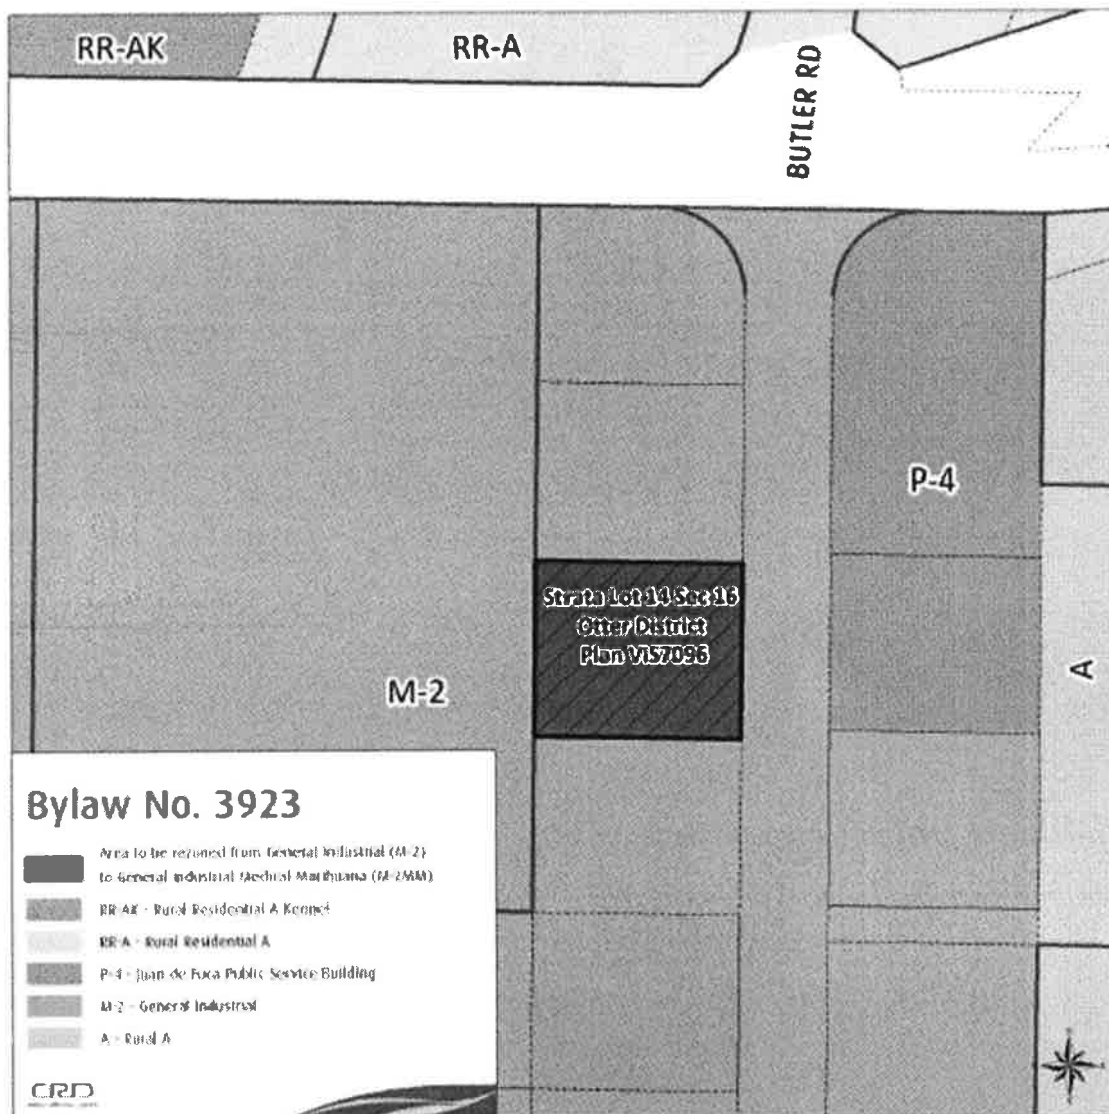 RR-AK
RR-A
BUTLER RD
P-4
Strata Lot 14 Sec 16
Otter District
Plan VIS7096
A
M-2
Bylaw No. 3923
Area to be rezoned from General Industrial (M-2)
to General Industrial Medical Marihuana (M-2MM)
RR-AK - Rural Residential A Kennel
RR-A - Rural Residential A
P-4 - Juan de Fuca Public Service Building
M-2 - General Industrial
A - Rural A
CRD